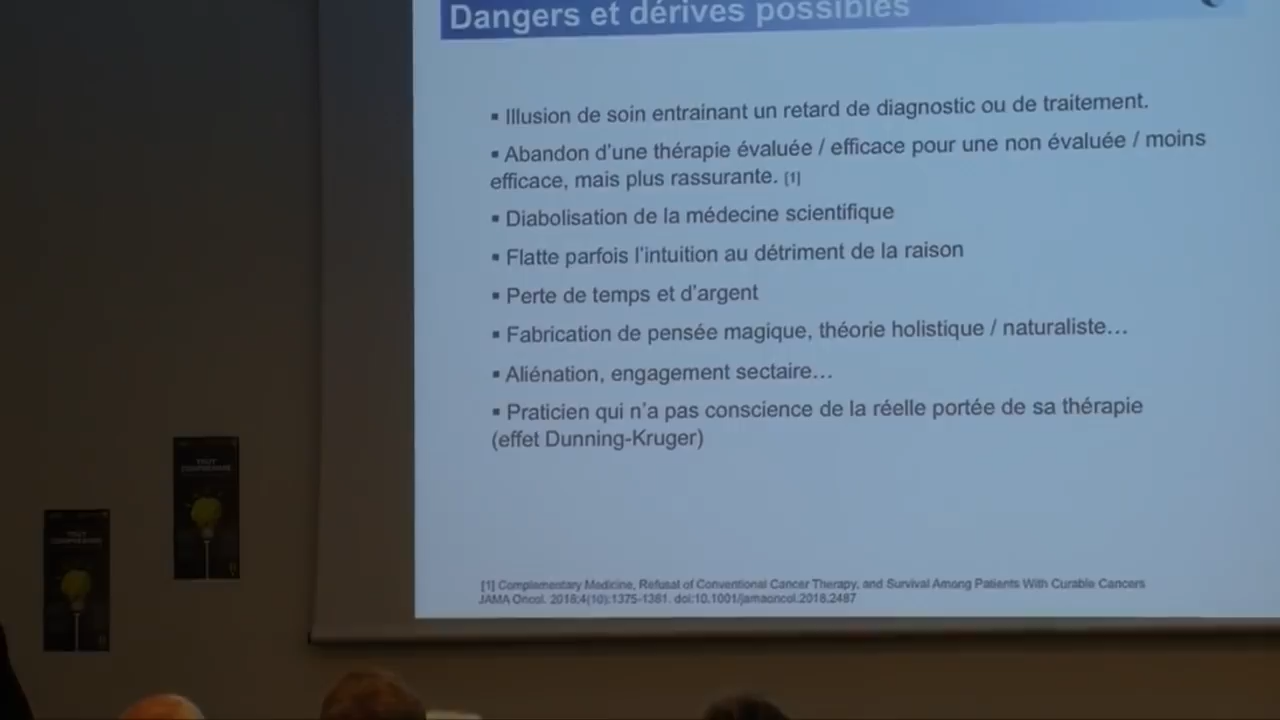 Dangers et dérives possibles
▪ Illusion de soin entrainant un retard de diagnostic ou de traitement.
▪ Abandon d'une thérapie évaluée / efficace pour une non évaluée / moins
efficace, mais plus rassurante. [1]
▪ Diabolisation de la médecine scientifique
▪ Flatte parfois l'intuition au détriment de la raison
▪ Perte de temps et d'argent
▪ Fabrication de pensée magique, théorie holistique / naturaliste…
▪ Aliénation, engagement sectaire…
▪ Praticien qui n'a pas conscience de la réelle portée de sa thérapie
(effet Dunning-Kruger)
[1] Complementary Medicine, Refusal of Conventional Cancer Therapy, and Survival Among Patients With Curable Cancers
JAMA Oncol. 2018;4(10):1375-1381. doi:10.1001/jamaoncol.2018.2487
TOUT
COMPRENDRE
TOUT
COMPRENDRE